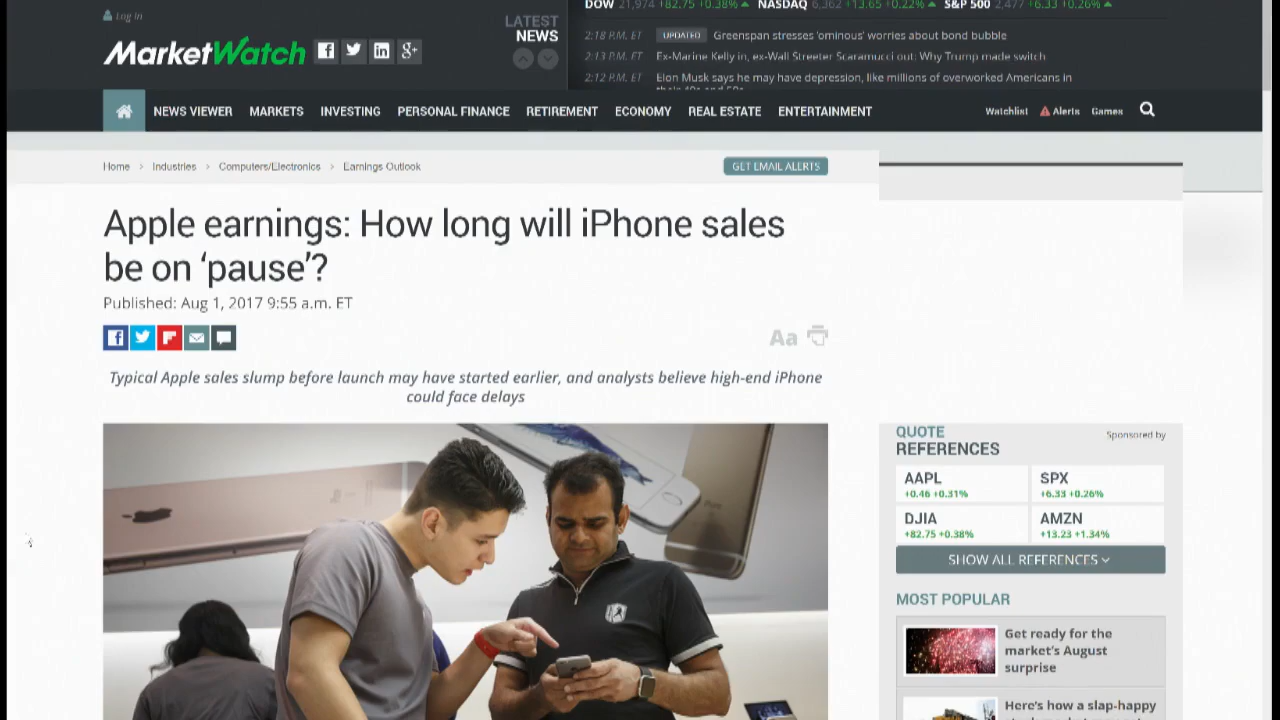 Log In
MarketWatch
LATEST
NEWS
DOW 21,974 +82.75 +0.38% NASDAQ 6,362 +13.65 +0.22% S&P 500 2,477 +6.33 +0.26%
2:18 P.M. ET UPDATED Greenspan stresses 'ominous' worries about bond bubble
2:13 P.M. ET Ex-Marine Kelly in, ex-Wall Streeter Scaramucci out: Why Trump made switch
2:12 P.M. ET Elon Musk says he may have depression, like millions of overworked Americans in
their 40s and 50s
NEWS VIEWER MARKETS INVESTING PERSONAL FINANCE RETIREMENT ECONOMY REAL ESTATE ENTERTAINMENT Watchlist Alerts Games
Home > Industries > Computers/Electronics > Earnings Outlook
GET EMAIL ALERTS
Apple earnings: How long will iPhone sales
be on ‘pause’?
Published: Aug 1, 2017 9:55 a.m. ET
Aa
Typical Apple sales slump before launch may have started earlier, and analysts believe high-end iPhone
could face delays
QUOTE
REFERENCES
Sponsored by
AAPL
+0.46 +0.31%
SPX
+6.33 +0.26%
DJIA
+82.75 +0.38%
AMZN
+13.23 +1.34%
SHOW ALL REFERENCES
MOST POPULAR
Get ready for the
market's August
surprise
Here's how a slap-happy